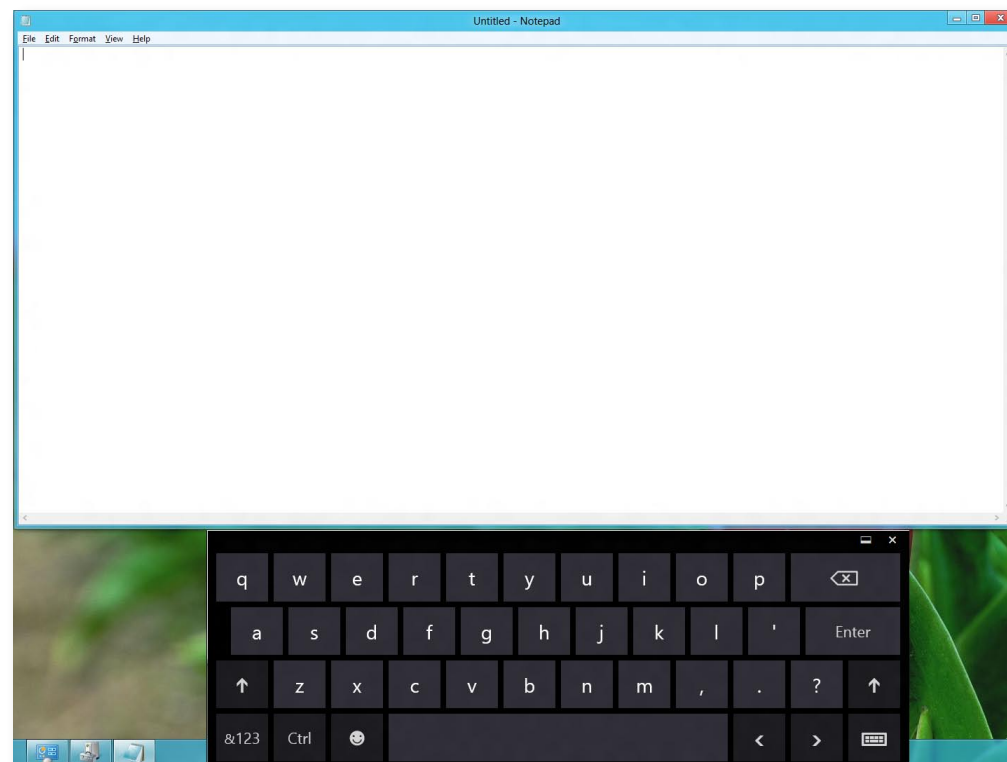 Untitled - Notepad
File Edit Format View Help
q w e r t y u i o p
a s d f g h j k l ' Enter
z x c v b n m , . ?
&123 Ctrl